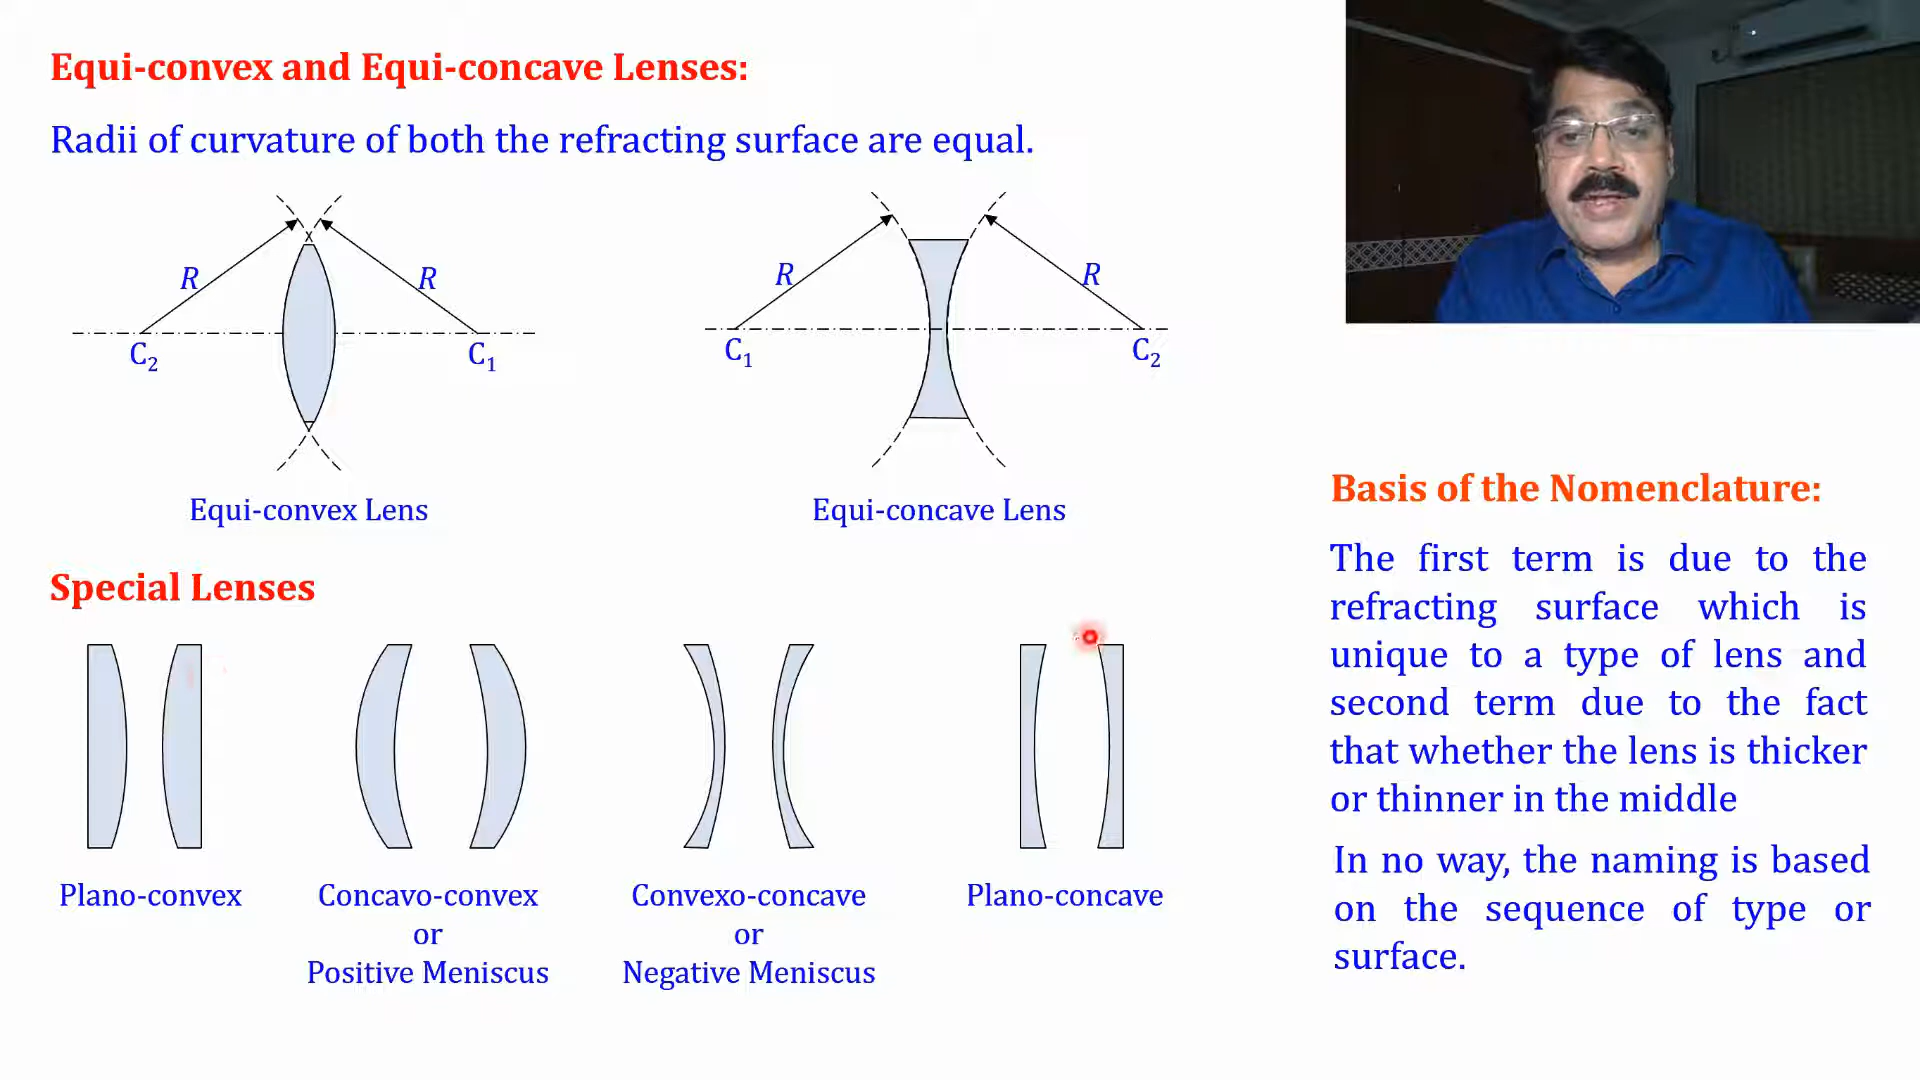 Equi-convex and Equi-concave Lenses:
Radii of curvature of both the refracting surface are equal.
R
R
C₂
C₁
Equi-convex Lens
R
R
C₁
C₂
Equi-concave Lens
Special Lenses
Plano-convex
Concavo-convex
or
Positive Meniscus
Convexo-concave
or
Negative Meniscus
Plano-concave
Basis of the Nomenclature:
The first term is due to the
refracting surface which is
unique to a type of lens and
second term due to the fact
that whether the lens is thicker
or thinner in the middle
In no way, the naming is based
on the sequence of type or
surface.